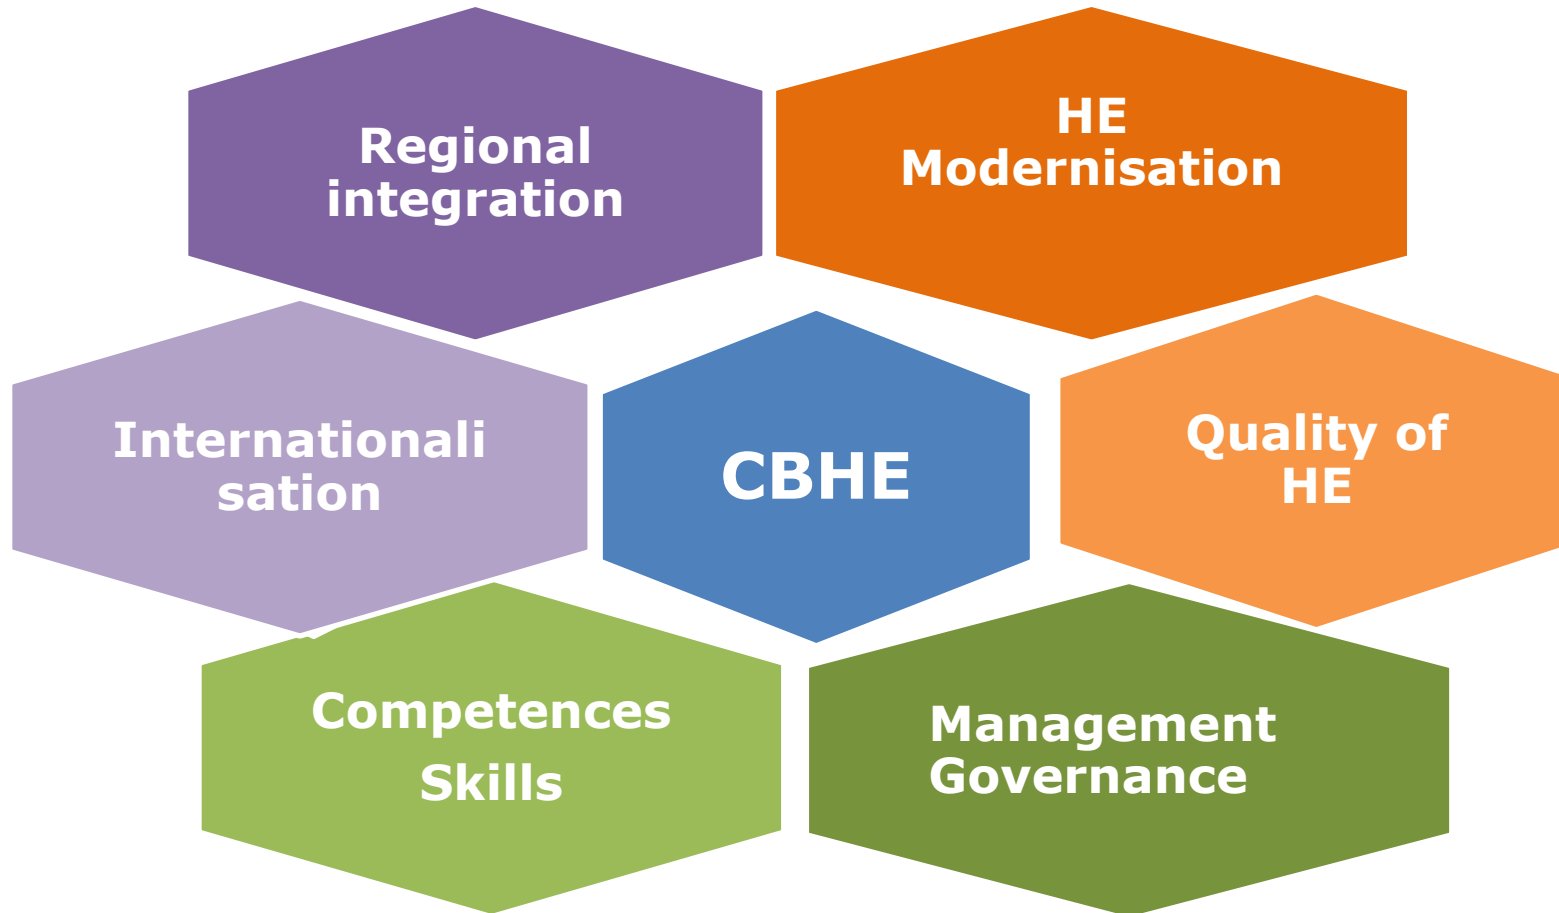 Regional
integration
HE
Modernisation
Internationali
sation
CBHE
Quality of
HE
Competences
Skills
Management
Governance